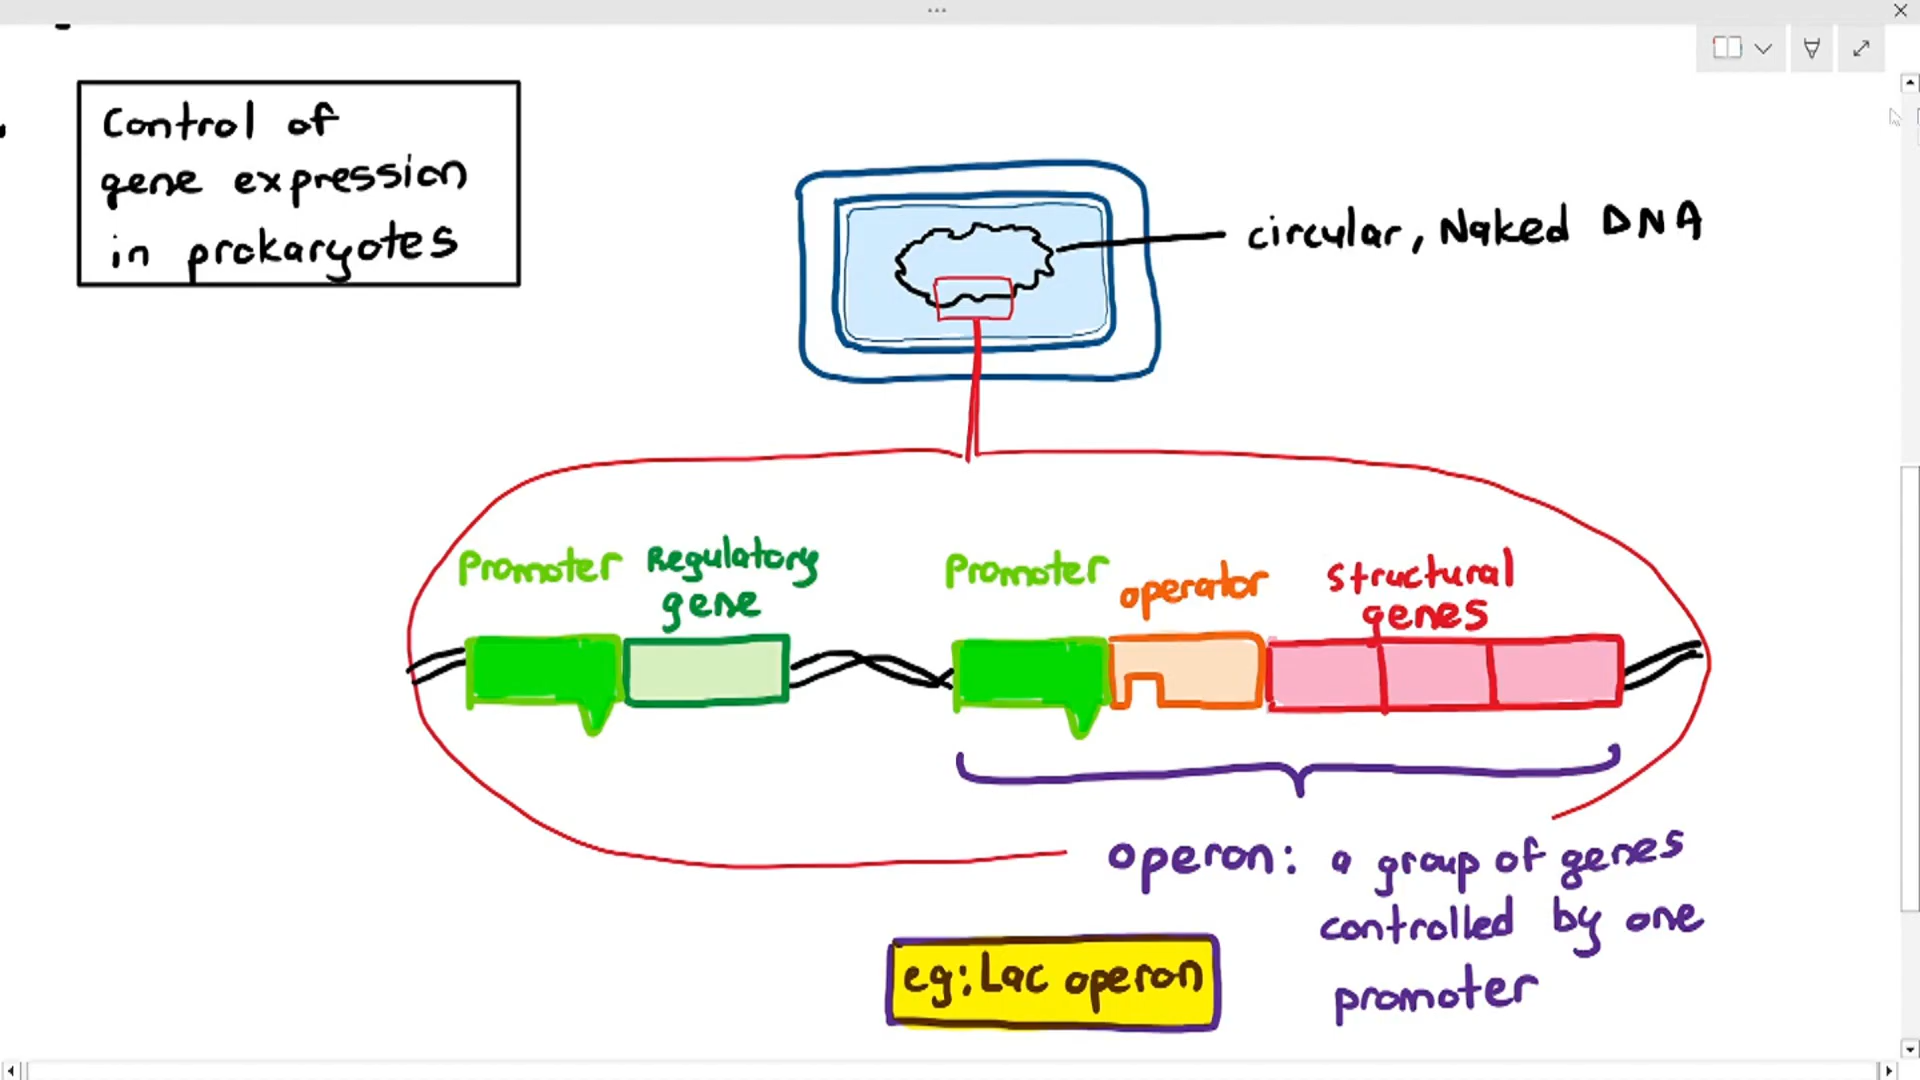 Control of
gene expression
in prokaryotes
circular, Naked DNA
Promoter
Regulatory
gene
Promoter
operator
structural
genes
operon: a group of genes
controlled by one
promoter
eg: Lac operon